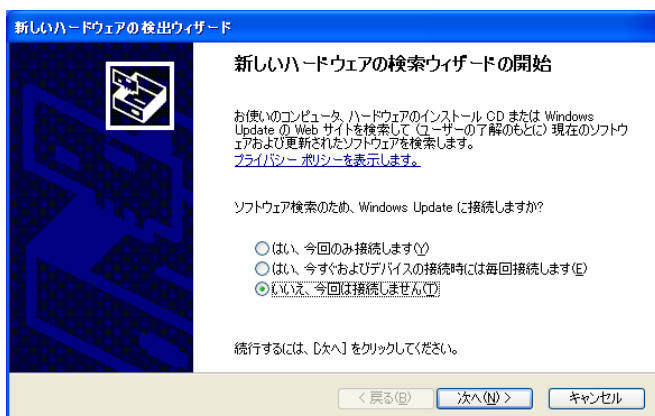 新しいハードウェアの検出ウィザード
新しいハードウェアの検索ウィザードの開始
お使いのコンピュータ、ハードウェアのインストール CD または Windows
Update の Web サイトを検索して (ユーザーの了解のもとに) 現在のソフトウ
ェアおよび更新されたソフトウェアを検索します。
プライバシー ポリシーを表示します。
ソフトウェア検索のため、Windows Update に接続しますか?
はい、今回のみ接続します(Y)
はい、今すぐおよびデバイスの接続時には毎回接続します(E)
いいえ、今回は接続しません(T)
続行するには、[次へ] をクリックしてください。
< 戻る(B)
次へ(N) >
キャンセル